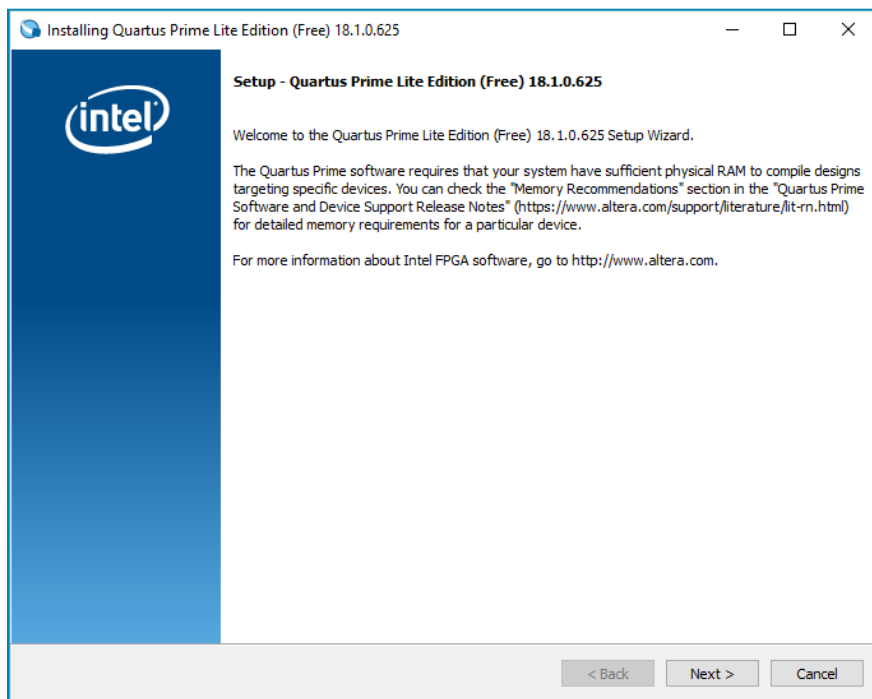 Installing Quartus Prime Lite Edition (Free) 18.1.0.625
intel
Setup - Quartus Prime Lite Edition (Free) 18.1.0.625
Welcome to the Quartus Prime Lite Edition (Free) 18.1.0.625 Setup Wizard.
The Quartus Prime software requires that your system have sufficient physical RAM to compile designs
targeting specific devices. You can check the "Memory Recommendations" section in the "Quartus Prime
Software and Device Support Release Notes" (https://www.altera.com/support/literature/lit-rn.html)
for detailed memory requirements for a particular device.
For more information about Intel FPGA software, go to http://www.altera.com.
< Back
Next >
Cancel